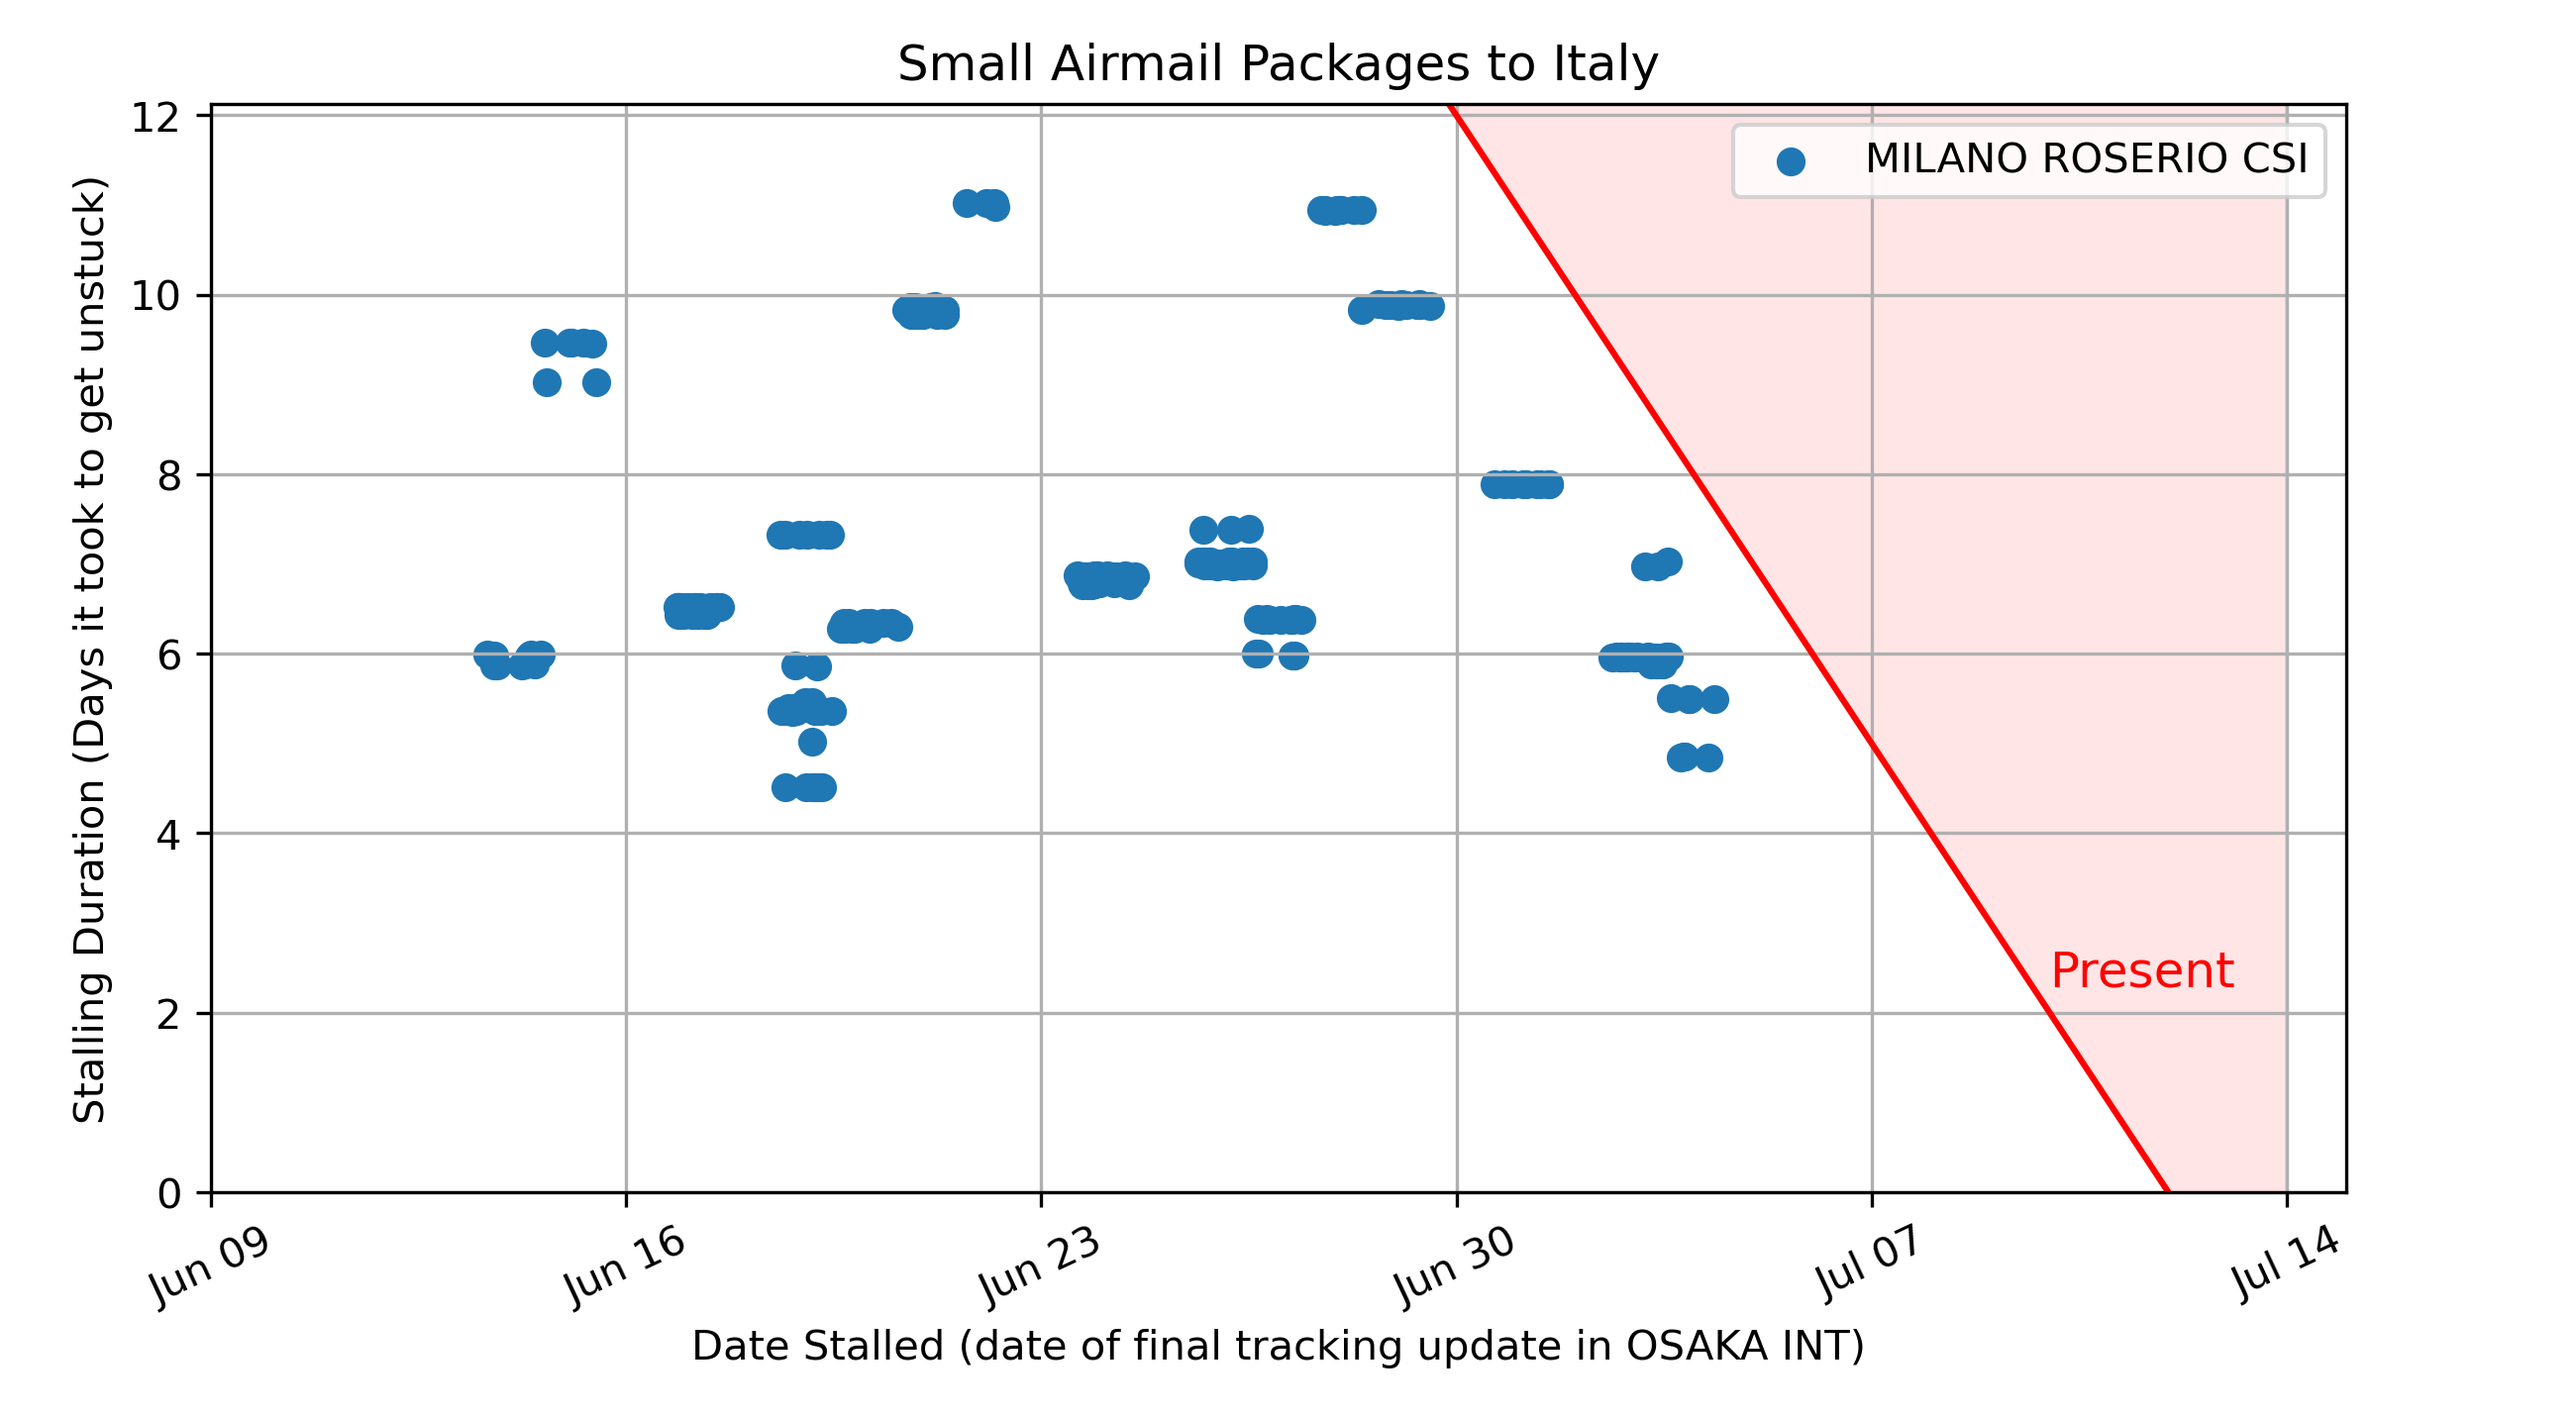 Small Airmail Packages to Italy
Stalling Duration (Days it took to get unstuck)
12
10
8
6
4
2
0
MILANO ROSERIO CSI
Present
Jun 09
Jun 16
Jun 23
Jun 30
Jul 07
Jul 14
Date Stalled (date of final tracking update in OSAKA INT)